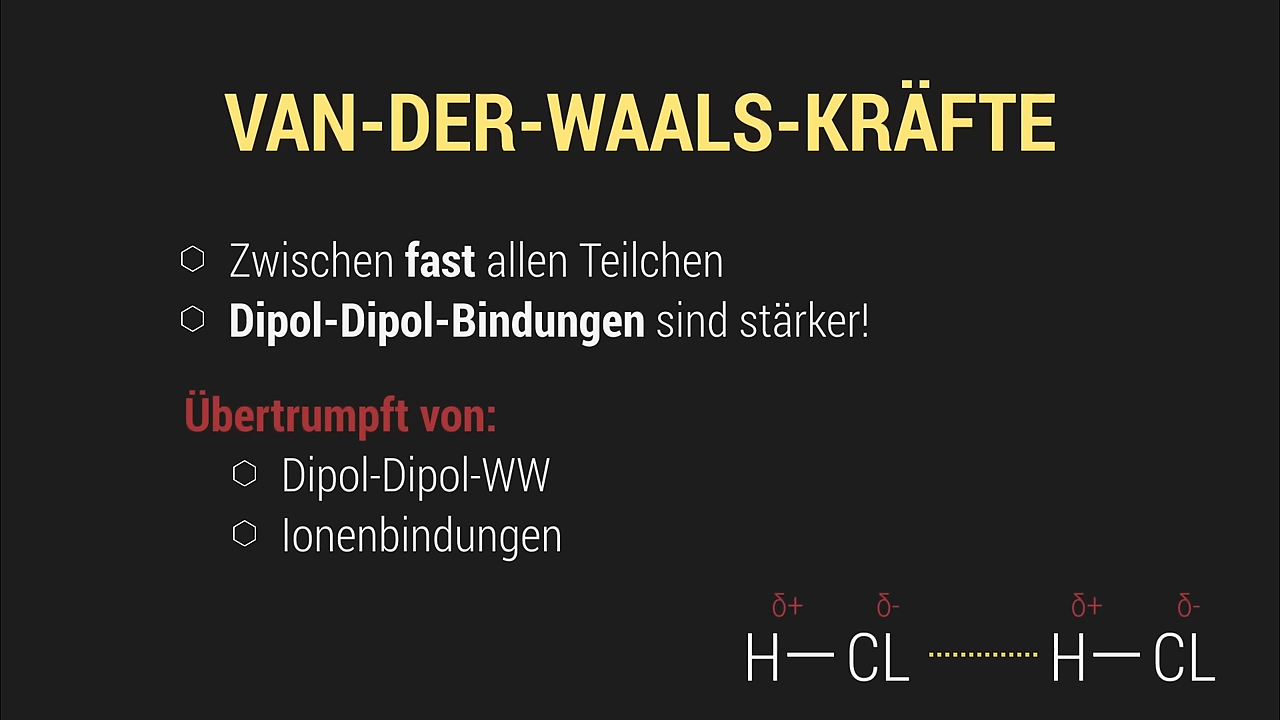 VAN-DER-WAALS-KRÄFTE
Zwischen fast allen Teilchen
Dipol-Dipol-Bindungen sind stärker!
Übertrumpft von:
Dipol-Dipol-WW
Ionenbindungen
δ+ δ- δ+ δ-
H CL H CL